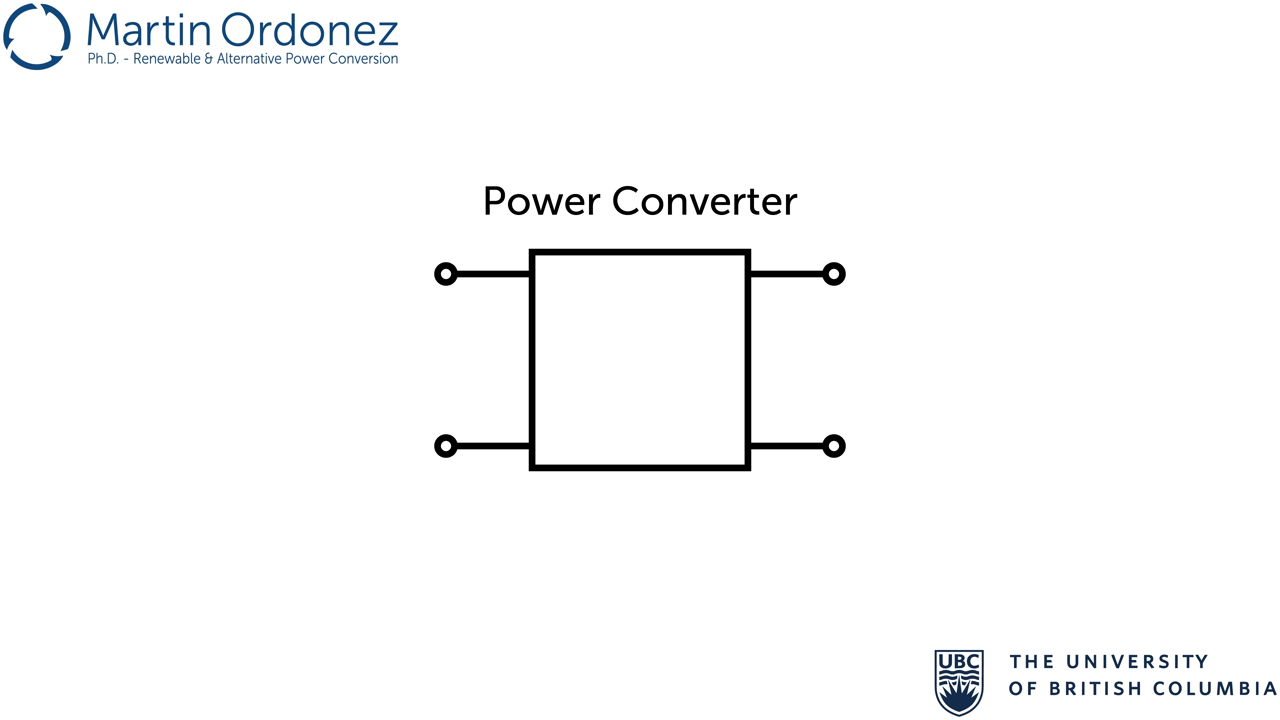 Martin Ordonez
Ph.D. - Renewable & Alternative Power Conversion
Power Converter
UBC
THE UNIVERSITY
OF BRITISH COLUMBIA